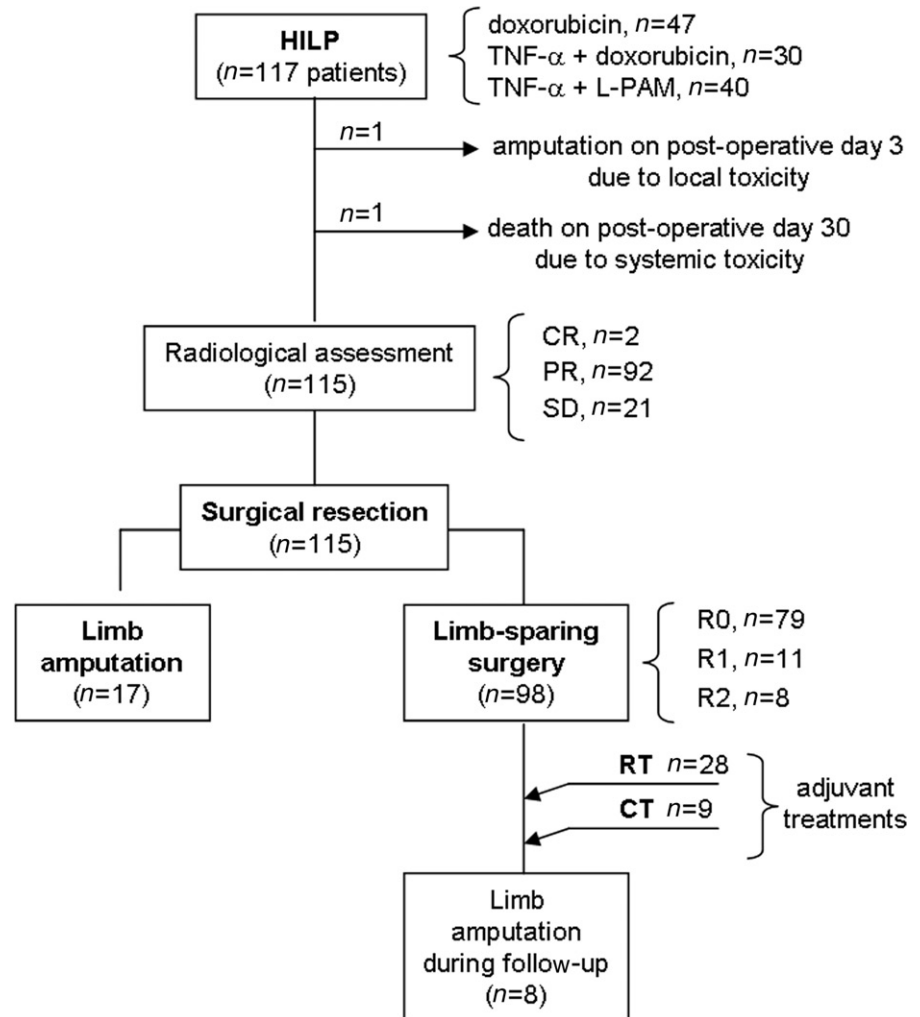 HILP
(n=117 patients)
doxorubicin, n=47
TNF-α + doxorubicin, n=30
TNF-α + L-PAM, n=40
n=1
amputation on post-operative day 3
due to local toxicity
n=1
death on post-operative day 30
due to systemic toxicity
Radiological assessment
(n=115)
CR, n=2
PR, n=92
SD, n=21
Surgical resection
(n=115)
Limb
amputation
(n=17)
Limb-sparing
surgery
(n=98)
R0, n=79
R1, n=11
R2, n=8
RT n=28
CT n=9
adjuvant
treatments
Limb
amputation
during follow-up
(n=8)